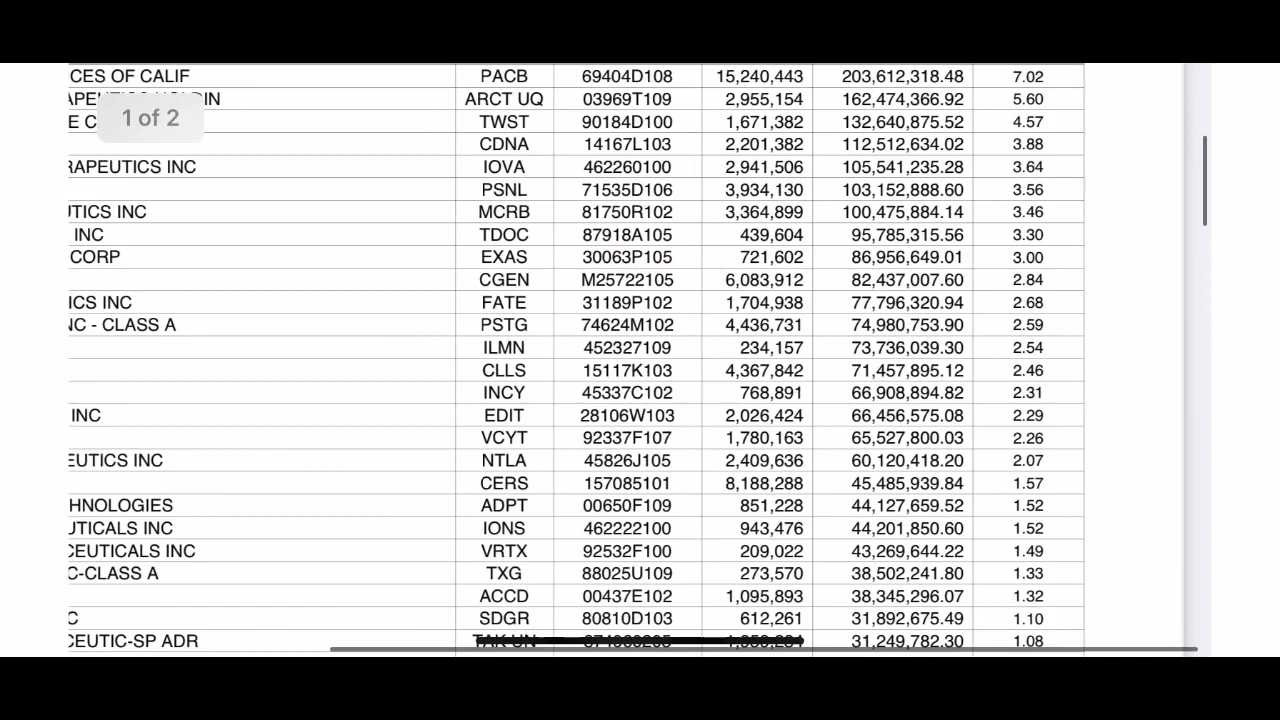 CES OF CALIF PACB 69404D108 15,240,443 203,612,318.48 7.02
ARCT UQ 03969T109 2,955,154 162,474,366.92 5.60
1 of 2
E C TWST 90184D100 1,671,382 132,640,875.52 4.57
CDNA 14167L103 2,201,382 112,512,634.02 3.88
RAPEUTICS INC IOVA 462260100 2,941,506 105,541,235.28 3.64
PSNL 71535D106 3,934,130 103,152,888.60 3.56
UTICS INC MCRB 81750R102 3,364,899 100,475,884.14 3.46
INC TDOC 87918A105 439,604 95,785,315.56 3.30
CORP EXAS 30063P105 721,602 86,956,649.01 3.00
CGEN M25722105 6,083,912 82,437,007.60 2.84
ICS INC FATE 31189P102 1,704,938 77,796,320.94 2.68
NC - CLASS A PSTG 74624M102 4,436,731 74,980,753.90 2.59
ILMN 452327109 234,157 73,736,039.30 2.54
CLLS 15117K103 4,367,842 71,457,895.12 2.46
INCY 45337C102 768,891 66,908,894.82 2.31
INC EDIT 28106W103 2,026,424 66,456,575.08 2.29
VCYT 92337F107 1,780,163 65,527,800.03 2.26
EUTICS INC NTLA 45826J105 2,409,636 60,120,418.20 2.07
CERS 157085101 8,188,288 45,485,939.84 1.57
HNOLOGIES ADPT 00650F109 851,228 44,127,659.52 1.52
UTICALS INC IONS 462222100 943,476 44,201,850.60 1.52
CEUTICALS INC VRTX 92532F100 209,022 43,269,644.22 1.49
C-CLASS A TXG 88025U109 273,570 38,502,241.80 1.33
ACCD 00437E102 1,095,893 38,345,296.07 1.32
C SDGR 80810D103 612,261 31,892,675.49 1.10
CEUTIC-SP ADR 31,249,782.30 1.08